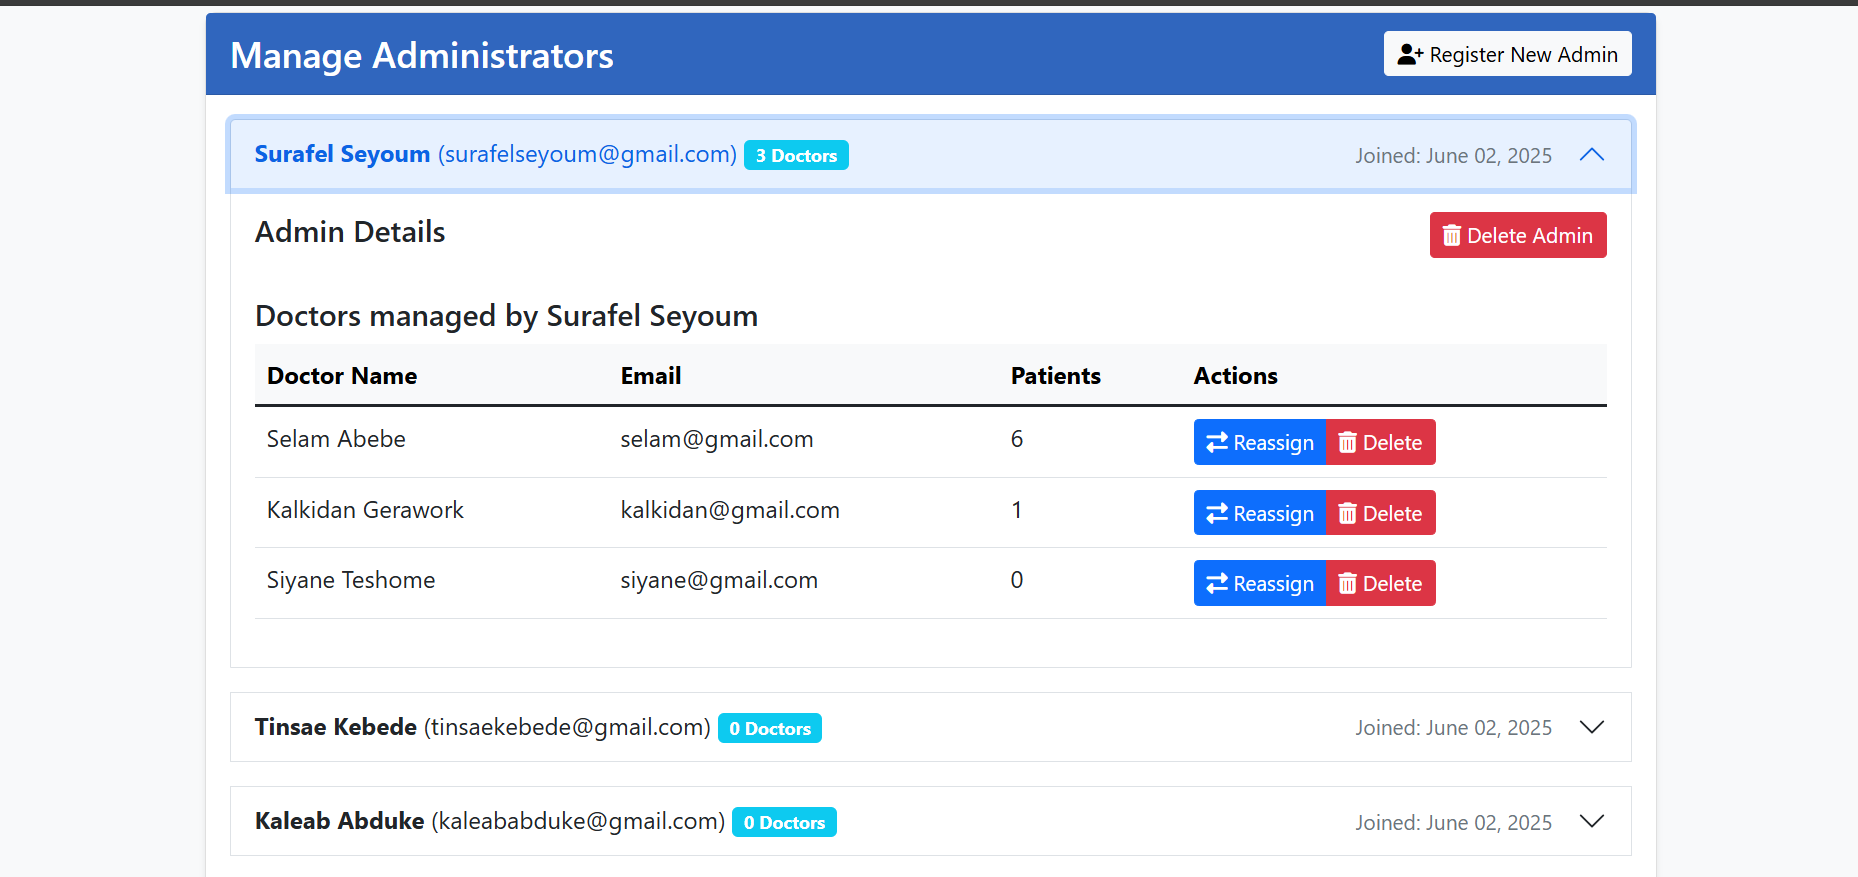 Manage Administrators
Register New Admin
Surafel Seyoum (surafelseyoum@gmail.com) 3 Doctors Joined: June 02, 2025
Admin Details
Delete Admin
Doctors managed by Surafel Seyoum
Doctor Name Email Patients Actions
Selam Abebe selam@gmail.com 6 Reassign Delete
Kalkidan Gerawork kalkidan@gmail.com 1 Reassign Delete
Siyane Teshome siyane@gmail.com 0 Reassign Delete
Tinsae Kebede (tinsaekebede@gmail.com) 0 Doctors Joined: June 02, 2025
Kaleab Abduke (kaleababduke@gmail.com) 0 Doctors Joined: June 02, 2025